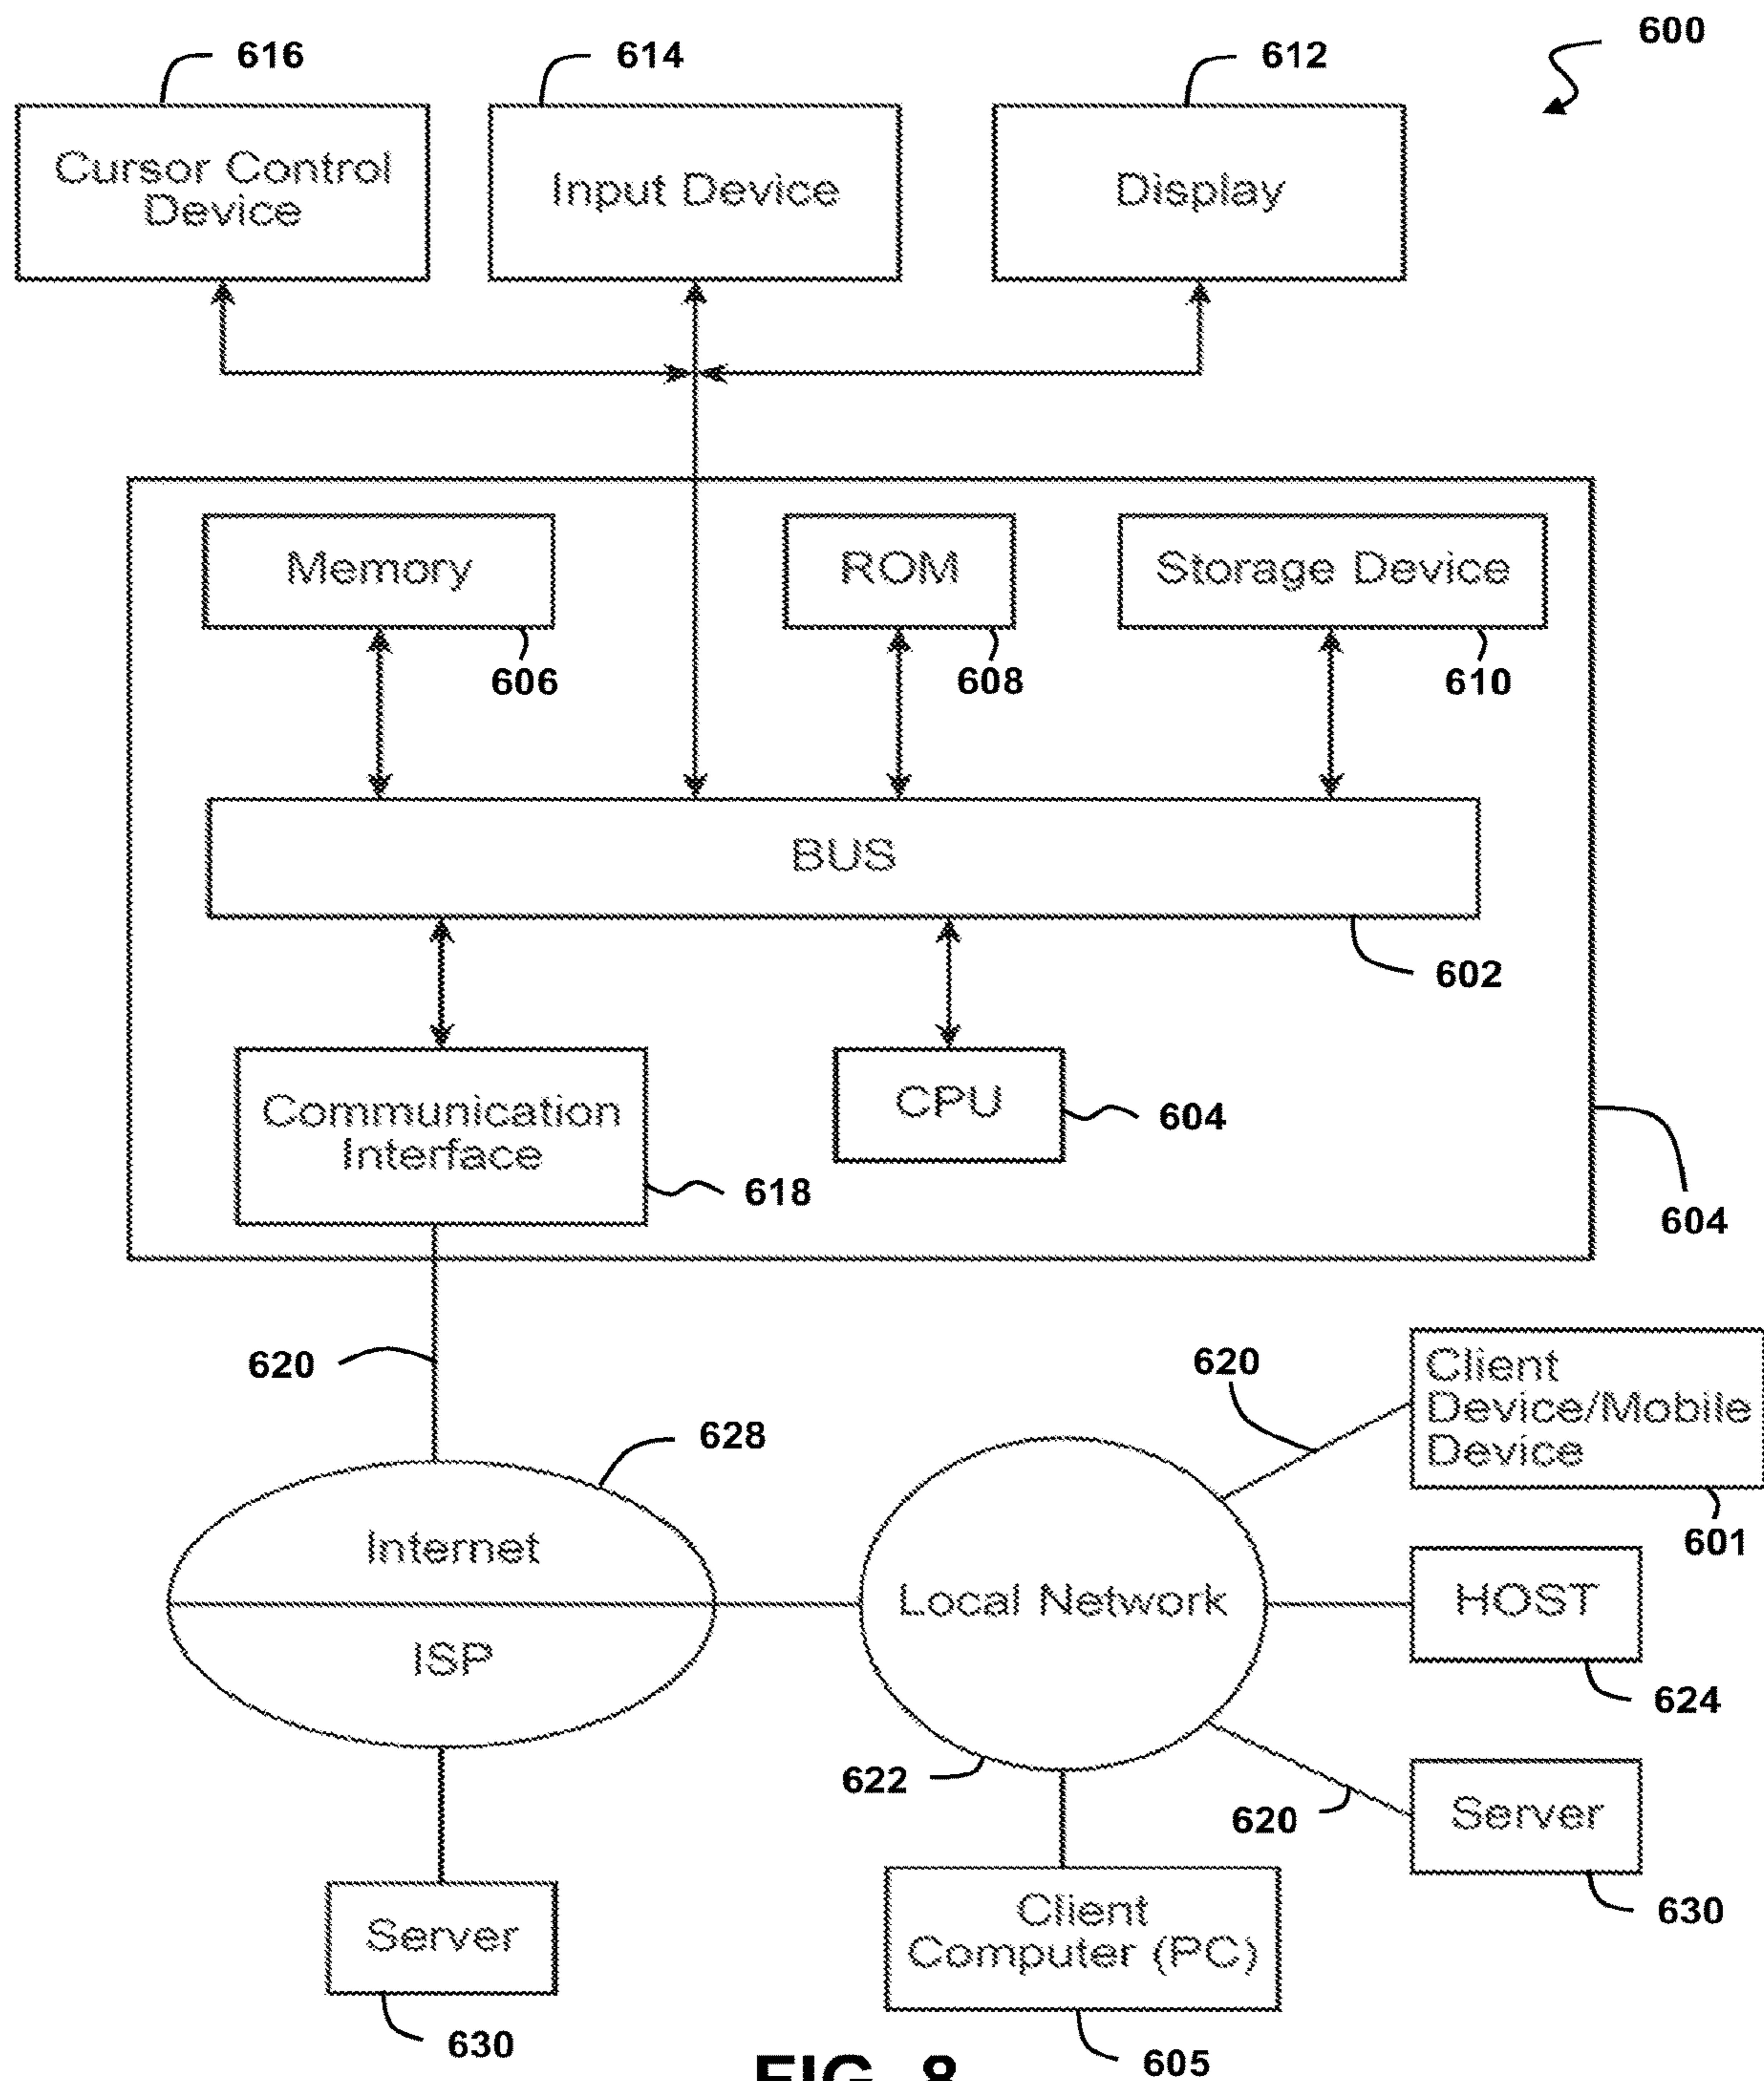 600
616
614
612
Cursor Control
Device
Input Device
Display
Memory
ROM
Storage Device
606
608
610
BUS
602
Communication
Interface
CPU
604
618
604
620
620
Client
Device/Mobile
Device
628
601
Internet
ISP
Local Network
HOST
624
622
620
Server
630
Server
630
Client
Computer (PC)
605
FIG. 8